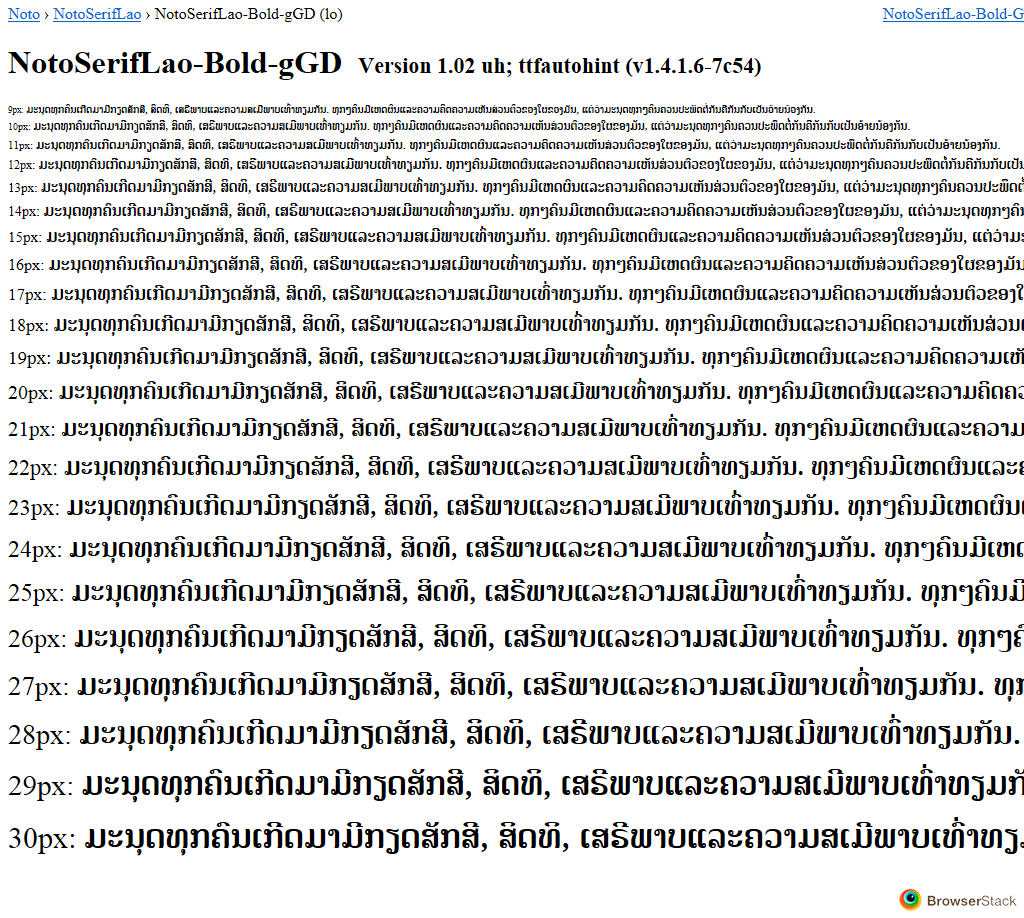 Noto › NotoSerifLao › NotoSerifLao-Bold-gGD (lo) NotoSerifLao-Bold-G
NotoSerifLao-Bold-gGD Version 1.02 uh; ttfautohint (v1.4.1.6-7c54)
9px: ມະນຸດທຸກຄົນເກີດມາມີກຽດສັກສີ, ສິດທິ, ເສຣີພາບແລະຄວາມສເມີພາບເທົ່າທຽມກັນ. ທຸກໆຄົນມີເຫດຜົນແລະຄວາມຄິດຄວາມເຫັນສ່ວນຕົວຂອງໃຜຂອງມັນ, ແຕ່ວ່າມະນຸດທຸກໆຄົນຄວນປະພຶດຕໍ່ກັນຄືກັນກັບເປັນອ້າຍນ້ອງກັນ.
10px: ມະນຸດທຸກຄົນເກີດມາມີກຽດສັກສີ, ສິດທິ, ເສຣີພາບແລະຄວາມສເມີພາບເທົ່າທຽມກັນ. ທຸກໆຄົນມີເຫດຜົນແລະຄວາມຄິດຄວາມເຫັນສ່ວນຕົວຂອງໃຜຂອງມັນ, ແຕ່ວ່າມະນຸດທຸກໆຄົນຄວນປະພຶດຕໍ່ກັນຄືກັນກັບເປັນອ້າຍນ້ອງກັນ.
11px: ມະນຸດທຸກຄົນເກີດມາມີກຽດສັກສີ, ສິດທິ, ເສຣີພາບແລະຄວາມສເມີພາບເທົ່າທຽມກັນ. ທຸກໆຄົນມີເຫດຜົນແລະຄວາມຄິດຄວາມເຫັນສ່ວນຕົວຂອງໃຜຂອງມັນ, ແຕ່ວ່າມະນຸດທຸກໆຄົນຄວນປະພຶດຕໍ່ກັນຄືກັນກັບເປັນອ້າຍນ້ອງກັນ.
12px: ມະນຸດທຸກຄົນເກີດມາມີກຽດສັກສີ, ສິດທິ, ເສຣີພາບແລະຄວາມສເມີພາບເທົ່າທຽມກັນ. ທຸກໆຄົນມີເຫດຜົນແລະຄວາມຄິດຄວາມເຫັນສ່ວນຕົວຂອງໃຜຂອງມັນ, ແຕ່ວ່າມະນຸດທຸກໆຄົນຄວນປະພຶດຕໍ່ກັນຄືກັນກັບເປັນ
13px: ມະນຸດທຸກຄົນເກີດມາມີກຽດສັກສີ, ສິດທິ, ເສຣີພາບແລະຄວາມສເມີພາບເທົ່າທຽມກັນ. ທຸກໆຄົນມີເຫດຜົນແລະຄວາມຄິດຄວາມເຫັນສ່ວນຕົວຂອງໃຜຂອງມັນ, ແຕ່ວ່າມະນຸດທຸກໆຄົນຄວນປະພຶດຕໍ່
14px: ມະນຸດທຸກຄົນເກີດມາມີກຽດສັກສີ, ສິດທິ, ເສຣີພາບແລະຄວາມສເມີພາບເທົ່າທຽມກັນ. ທຸກໆຄົນມີເຫດຜົນແລະຄວາມຄິດຄວາມເຫັນສ່ວນຕົວຂອງໃຜຂອງມັນ, ແຕ່ວ່າມະນຸດທຸກໆຄົນ
15px: ມະນຸດທຸກຄົນເກີດມາມີກຽດສັກສີ, ສິດທິ, ເສຣີພາບແລະຄວາມສເມີພາບເທົ່າທຽມກັນ. ທຸກໆຄົນມີເຫດຜົນແລະຄວາມຄິດຄວາມເຫັນສ່ວນຕົວຂອງໃຜຂອງມັນ, ແຕ່ວ່າມະ
16px: ມະນຸດທຸກຄົນເກີດມາມີກຽດສັກສີ, ສິດທິ, ເສຣີພາບແລະຄວາມສເມີພາບເທົ່າທຽມກັນ. ທຸກໆຄົນມີເຫດຜົນແລະຄວາມຄິດຄວາມເຫັນສ່ວນຕົວຂອງໃຜຂອງມັນ
17px: ມະນຸດທຸກຄົນເກີດມາມີກຽດສັກສີ, ສິດທິ, ເສຣີພາບແລະຄວາມສເມີພາບເທົ່າທຽມກັນ. ທຸກໆຄົນມີເຫດຜົນແລະຄວາມຄິດຄວາມເຫັນສ່ວນຕົວຂອງໃ
18px: ມະນຸດທຸກຄົນເກີດມາມີກຽດສັກສີ, ສິດທິ, ເສຣີພາບແລະຄວາມສເມີພາບເທົ່າທຽມກັນ. ທຸກໆຄົນມີເຫດຜົນແລະຄວາມຄິດຄວາມເຫັນສ່ວນ
19px: ມະນຸດທຸກຄົນເກີດມາມີກຽດສັກສີ, ສິດທິ, ເສຣີພາບແລະຄວາມສເມີພາບເທົ່າທຽມກັນ. ທຸກໆຄົນມີເຫດຜົນແລະຄວາມຄິດຄວາມເຫັ
20px: ມະນຸດທຸກຄົນເກີດມາມີກຽດສັກສີ, ສິດທິ, ເສຣີພາບແລະຄວາມສເມີພາບເທົ່າທຽມກັນ. ທຸກໆຄົນມີເຫດຜົນແລະຄວາມຄິດຄວ
21px: ມະນຸດທຸກຄົນເກີດມາມີກຽດສັກສີ, ສິດທິ, ເສຣີພາບແລະຄວາມສເມີພາບເທົ່າທຽມກັນ. ທຸກໆຄົນມີເຫດຜົນແລະຄວາມ
22px: ມະນຸດທຸກຄົນເກີດມາມີກຽດສັກສີ, ສິດທິ, ເສຣີພາບແລະຄວາມສເມີພາບເທົ່າທຽມກັນ. ທຸກໆຄົນມີເຫດຜົນແລະຄ
23px: ມະນຸດທຸກຄົນເກີດມາມີກຽດສັກສີ, ສິດທິ, ເສຣີພາບແລະຄວາມສເມີພາບເທົ່າທຽມກັນ. ທຸກໆຄົນມີເຫດຜົນ
24px: ມະນຸດທຸກຄົນເກີດມາມີກຽດສັກສີ, ສິດທິ, ເສຣີພາບແລະຄວາມສເມີພາບເທົ່າທຽມກັນ. ທຸກໆຄົນມີເຫດ
25px: ມະນຸດທຸກຄົນເກີດມາມີກຽດສັກສີ, ສິດທິ, ເສຣີພາບແລະຄວາມສເມີພາບເທົ່າທຽມກັນ. ທຸກໆຄົນມີ
26px: ມະນຸດທຸກຄົນເກີດມາມີກຽດສັກສີ, ສິດທິ, ເສຣີພາບແລະຄວາມສເມີພາບເທົ່າທຽມກັນ. ທຸກໆຄົ
27px: ມະນຸດທຸກຄົນເກີດມາມີກຽດສັກສີ, ສິດທິ, ເສຣີພາບແລະຄວາມສເມີພາບເທົ່າທຽມກັນ. ທຸກ
28px: ມະນຸດທຸກຄົນເກີດມາມີກຽດສັກສີ, ສິດທິ, ເສຣີພາບແລະຄວາມສເມີພາບເທົ່າທຽມກັນ.
29px: ມະນຸດທຸກຄົນເກີດມາມີກຽດສັກສີ, ສິດທິ, ເສຣີພາບແລະຄວາມສເມີພາບເທົ່າທຽມກັ
30px: ມະນຸດທຸກຄົນເກີດມາມີກຽດສັກສີ, ສິດທິ, ເສຣີພາບແລະຄວາມສເມີພາບເທົ່າທຽ
BrowserStack